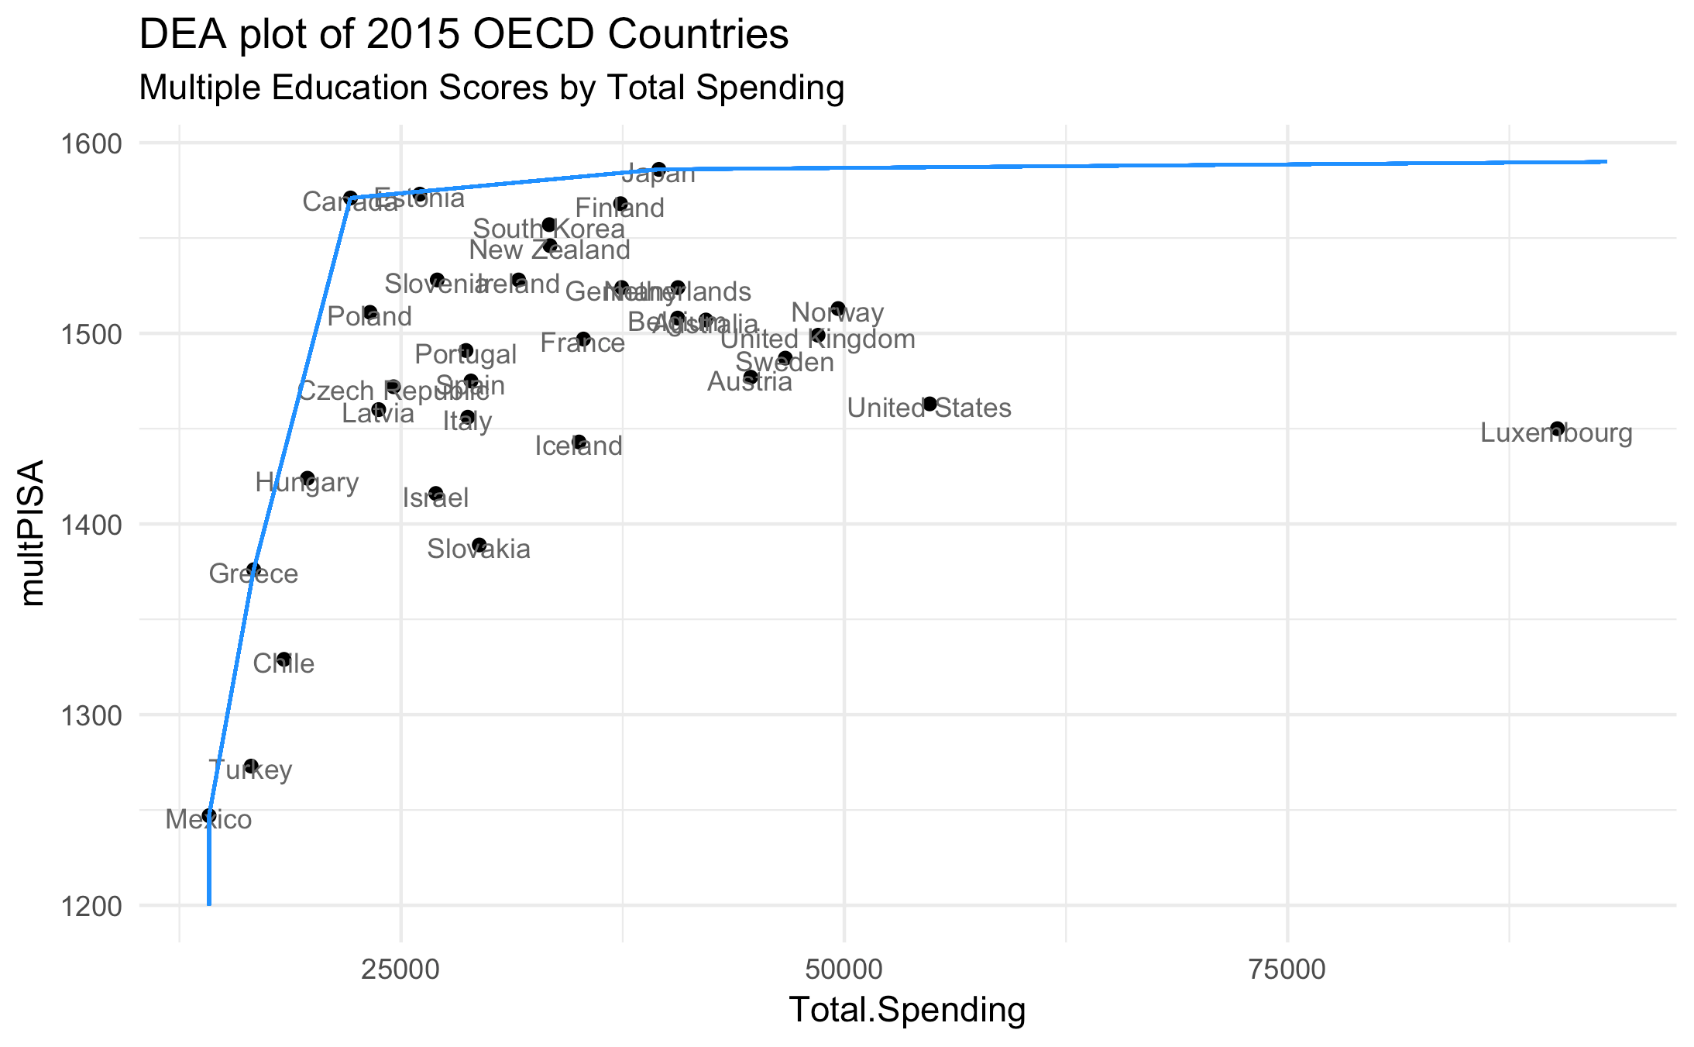 DEA plot of 2015 OECD Countries
Multiple Education Scores by Total Spending
1600
Japan
Canada Estonia
Finland
South Korea
New Zealand
Slovenia Ireland
Germany Netherlands
Norway
Poland
Belgium Australia
1500
United Kingdom
France
Portugal
Sweden
Austria
Spain
Czech Republic
United States
Latvia
Italy
Luxembourg
Iceland
Hungary
Israel
multPISA
1400
Slovakia
Greece
Chile
1300
Turkey
Mexico
1200
25000 50000 75000
Total.Spending